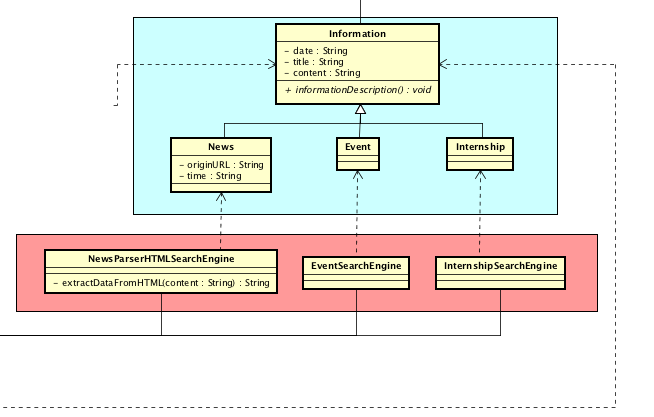 Information
- date : String
- title : String
- content : String
+ informationDescription() : void
News
- originURL : String
- time : String
Event
Internship
NewsParserHTMLSearchEngine
- extractDataFromHTML(content : String) : String
EventSearchEngine
InternshipSearchEngine